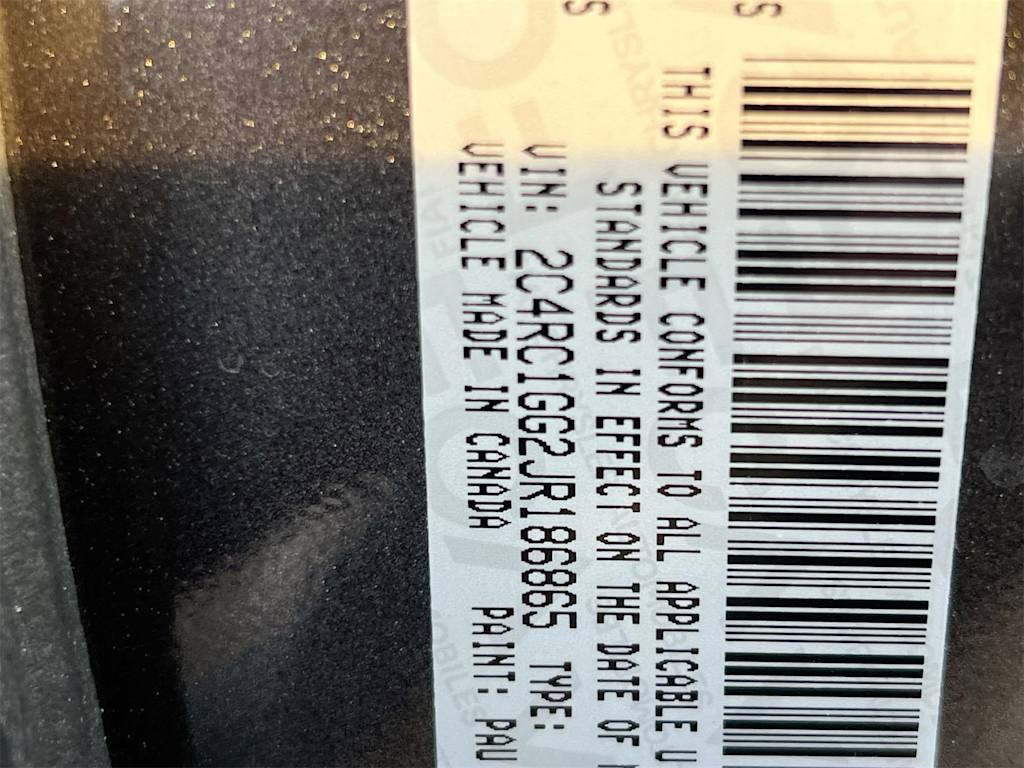 THIS VEHICLE CONFORMS TO ALL APPLICABLE U
STANDARDS IN EFFECT ON THE DATE OF
VIN: 2C4RC1GG2JR186865 TYPE:
VEHICLE MADE IN CANADA PAINT: PAU